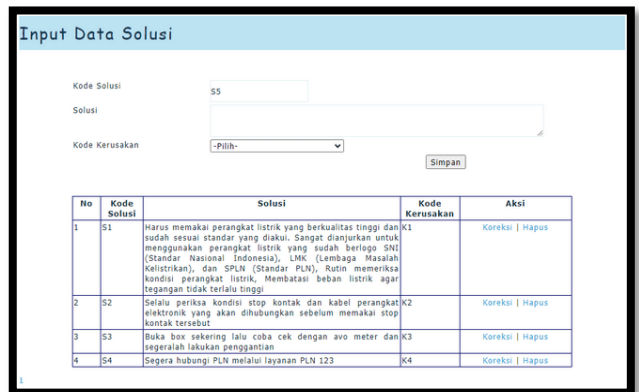 Input Data Solusi
Kode Solusi
S5
Solusi
Kode Kerusakan
-Pilih-
Simpan
No Kode Solusi Solusi Kode Kerusakan Aksi
1 S1 Harus memakai perangkat listrik yang berkualitas tinggi dan K1 Koreksi | Hapus
sudah sesuai standar yang diakui. Sangat dianjurkan untuk
menggunakan perangkat listrik yang sudah berlogo SNI
(Standar Nasional Indonesia), LMK (Lembaga Masalah
Kelistrikan), dan SPLN (Standar PLN), Rutin memeriksa
kondisi perangkat listrik, Membatasi beban listrik agar
tegangan tidak terlalu tinggi
2 S2 Selalu periksa kondisi stop kontak dan kabel perangkat K2 Koreksi | Hapus
elektronik yang akan dihubungkan sebelum memakai stop
kontak tersebut
3 S3 Buka box sekering lalu coba cek dengan avo meter dan K3 Koreksi | Hapus
segeralah lakukan penggantian
4 S4 Segera hubungi PLN melalui layanan PLN 123 K4 Koreksi | Hapus
1